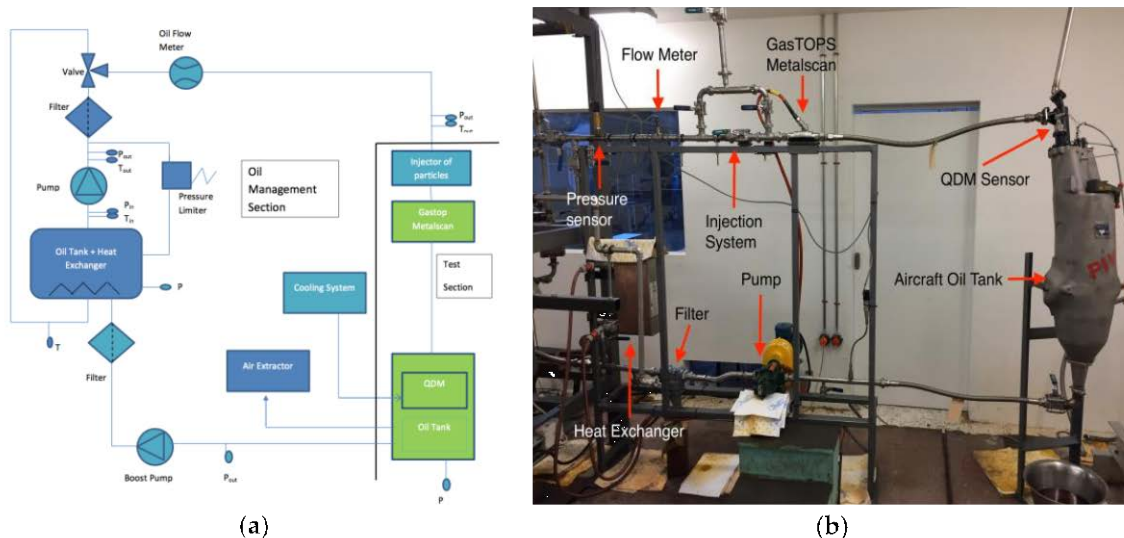 Oil Flow
Meter
Valve
Filter
Pout
Tout
Pump
Pin
Tin
Pressure
Limiter
Oil
Management
Section
Oil Tank + Heat
Exchanger
P
T
Filter
Boost Pump
Pout
Air Extractor
Cooling System
Pout
Tout
Injector of
particles
Gastop
Metalscan
Test
Section
QDM
Oil Tank
P
(a)
Flow Meter
GasTOPS
Metalscan
QDM Sensor
Pressure
sensor
Injection
System
Pump
Aircraft Oil Tank
Filter
Heat Exchanger
(b)